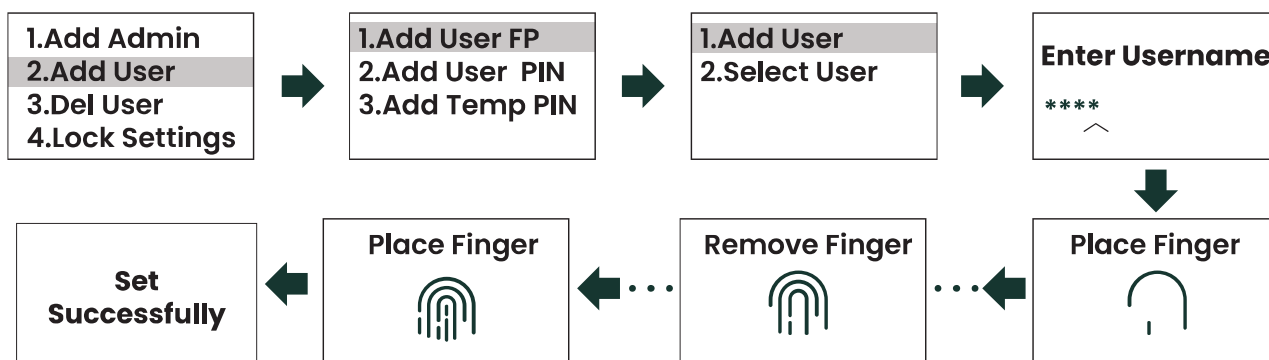 1.Add Admin
2.Add User
3.Del User
4.Lock Settings
1.Add User FP
2.Add User PIN
3.Add Temp PIN
1.Add User
2.Select User
Enter Username
****
Place Finger
Remove Finger
Place Finger
Set
Successfully